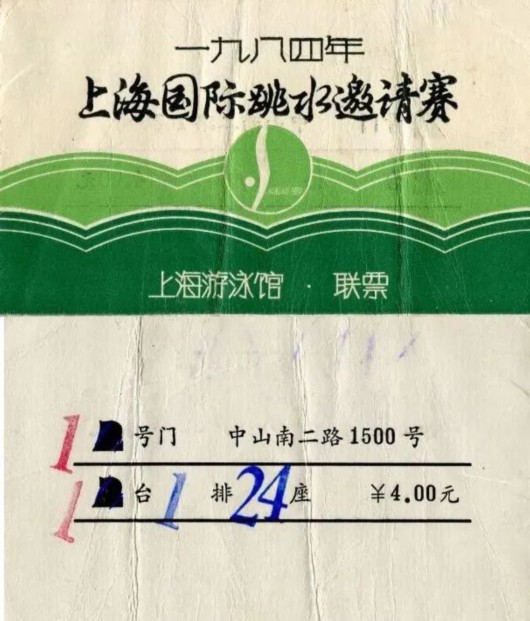 一九八四年
上海国际跳水邀请赛
上海游泳馆 · 联票
1 号门 中山南二路1500号
1 台 1 排 24 座 ￥4.00元